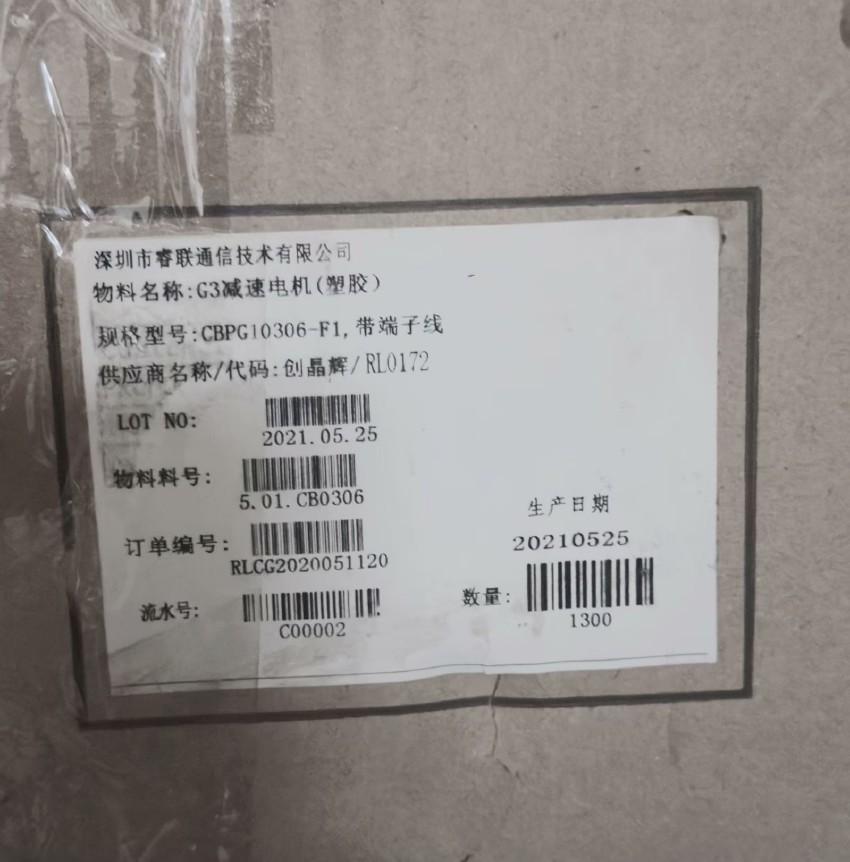 深圳市睿联通信技术有限公司
物料名称:G3减速电机(塑胶)
规格型号:CBPG10306-F1,带端子线
供应商名称/代码:创晶辉/RL0172
LOT NO:
2021.05.25
物料料号:
5.01.CB0306
生产日期
20210525
订单编号:
RLCG2020051120
数量:
1300
流水号:
C00002